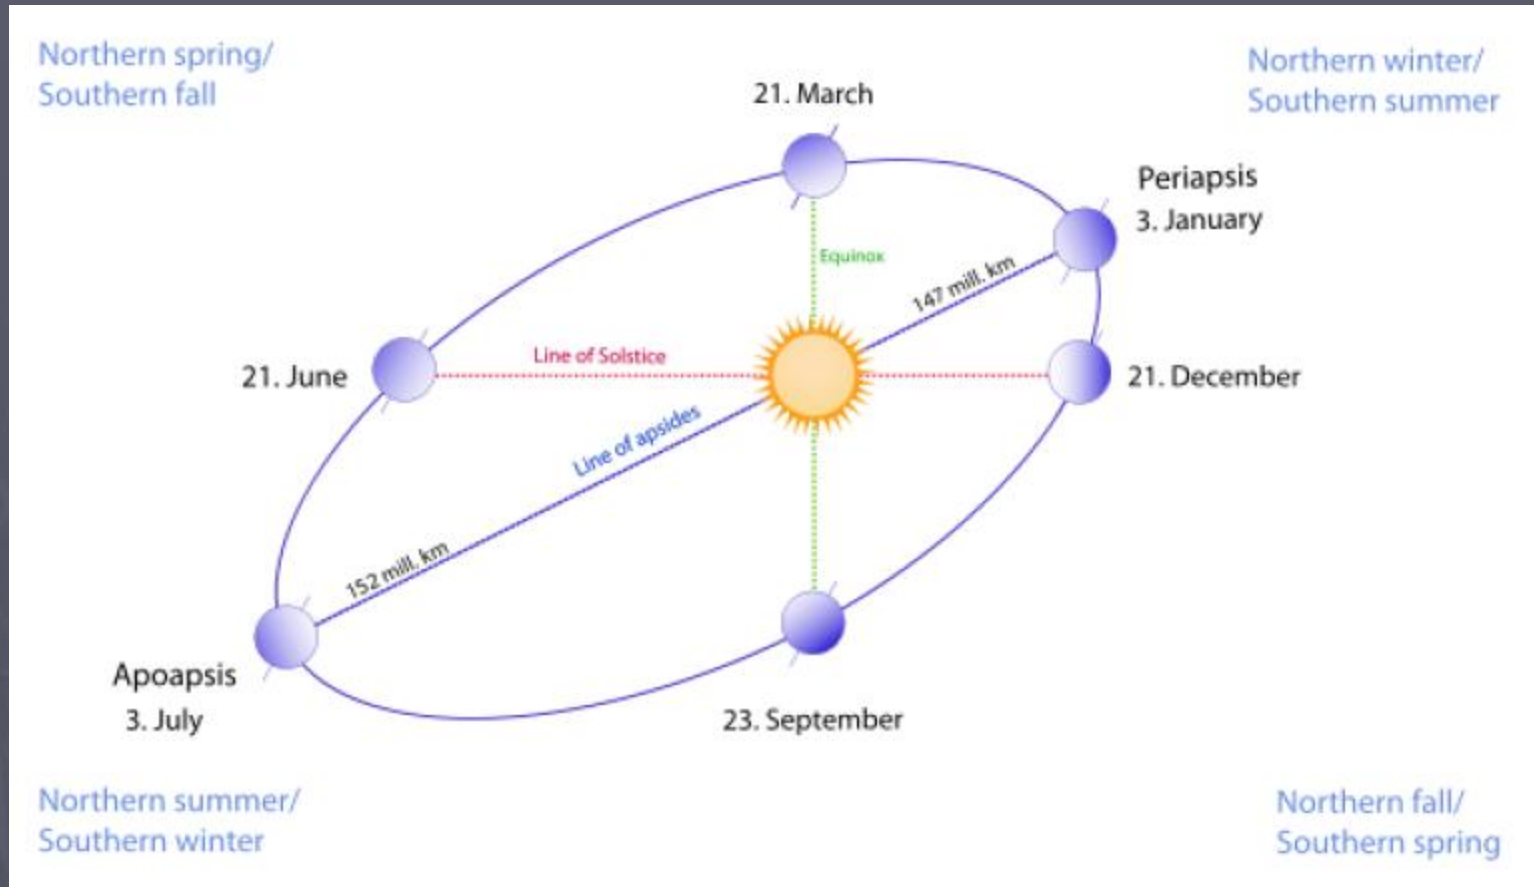 Northern spring/
Southern fall
21. March
Northern winter/
Southern summer
Periapsis
3. January
Equinox
147 mill. km
21. June
Line of Solstice
21. December
Line of apsides
152 mill. km
Apoapsis
3. July
23. September
Northern summer/
Southern winter
Northern fall/
Southern spring